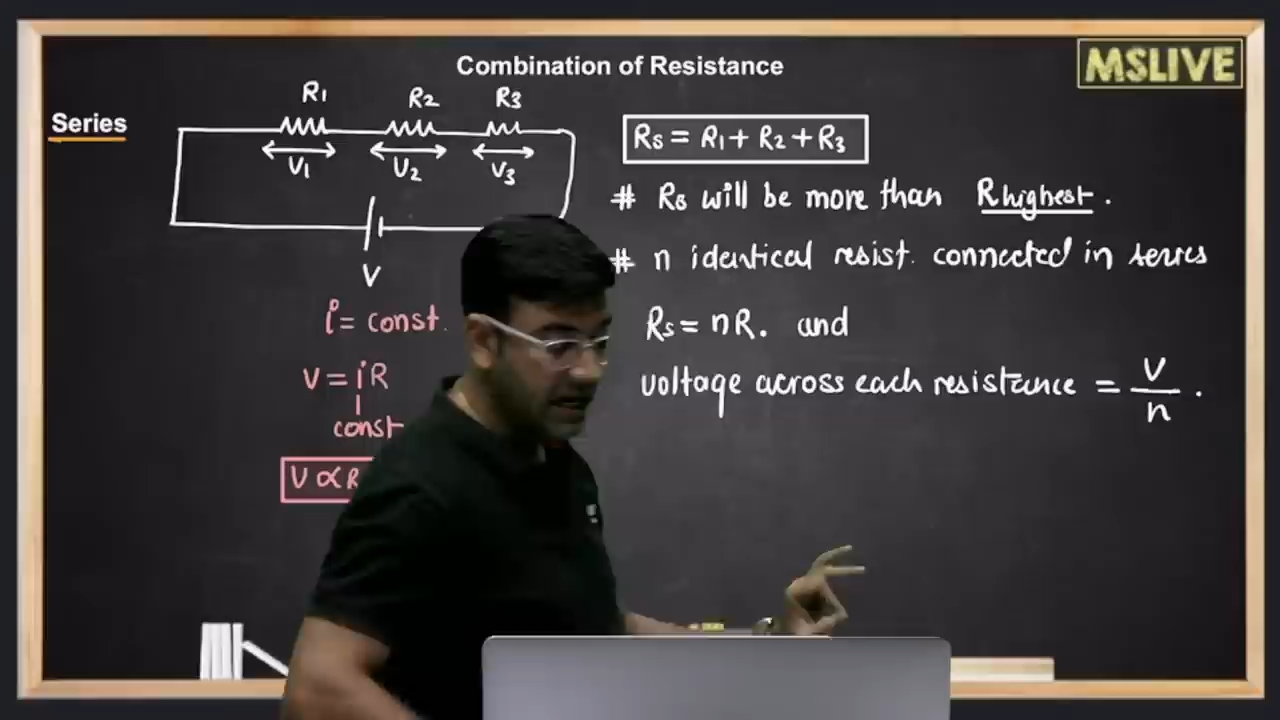 Combination of Resistance
MSLIVE
Series
R1 R2 R3
V1 V2 V3
V
i = const.
V = iR
const
V ∝ R
Rs = R1 + R2 + R3
# Rs will be more than Rhighest.
# n identical resist. connected in series
Rs = nR. and
voltage across each resistance = V/n.